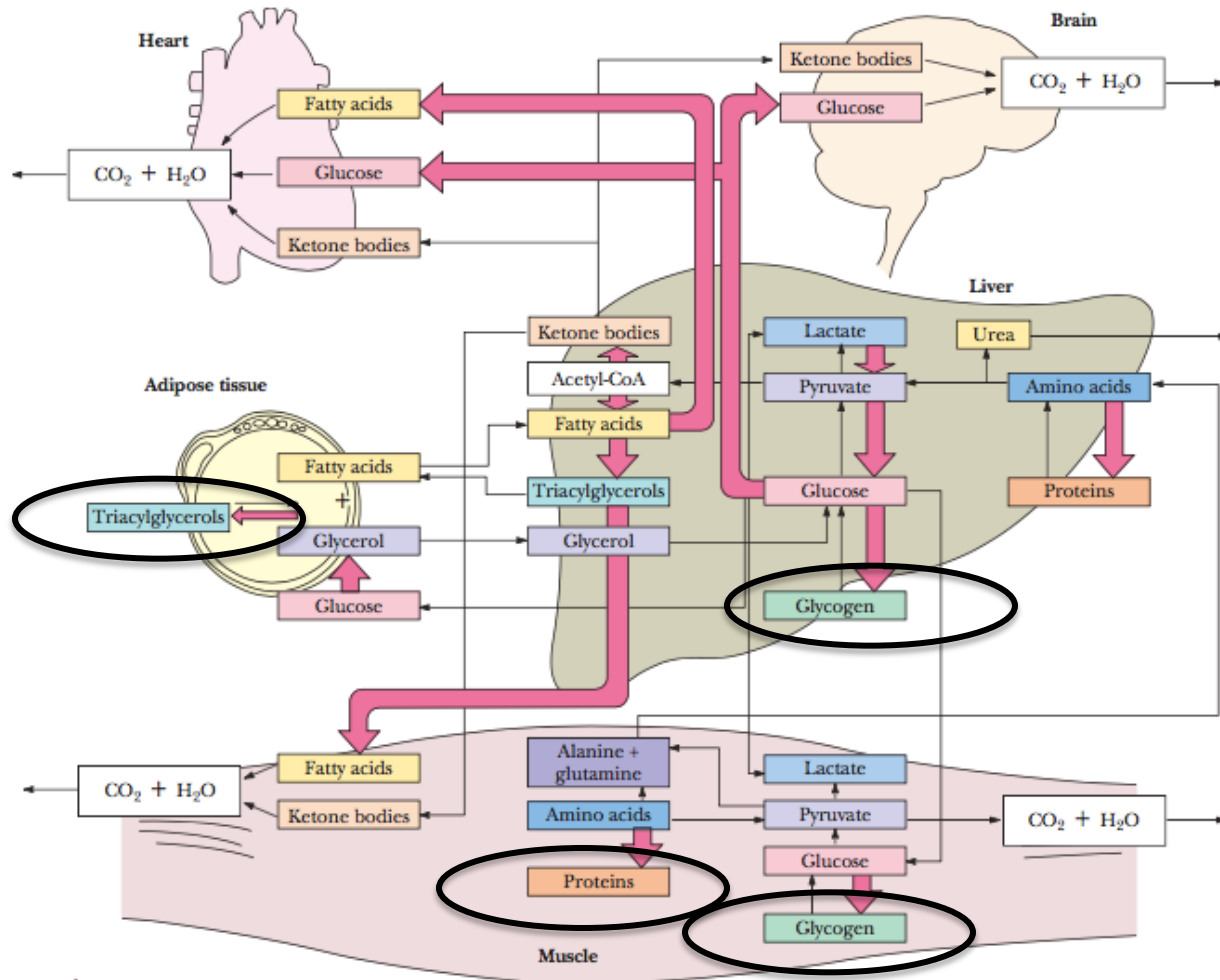 Heart
Brain
Ketone bodies
CO₂ + H₂O
Fatty acids
Glucose
CO₂ + H₂O
Glucose
Ketone bodies
Liver
Ketone bodies
Lactate
Urea
Adipose tissue
Acetyl-CoA
Pyruvate
Amino acids
Fatty acids
Fatty acids
Triacylglycerols
Glucose
Proteins
Triacylglycerols
+
Glycerol
Glycerol
Glucose
Glycogen
Fatty acids
Alanine +
glutamine
Lactate
CO₂ + H₂O
Ketone bodies
Amino acids
Pyruvate
CO₂ + H₂O
Glucose
Proteins
Glycogen
Muscle